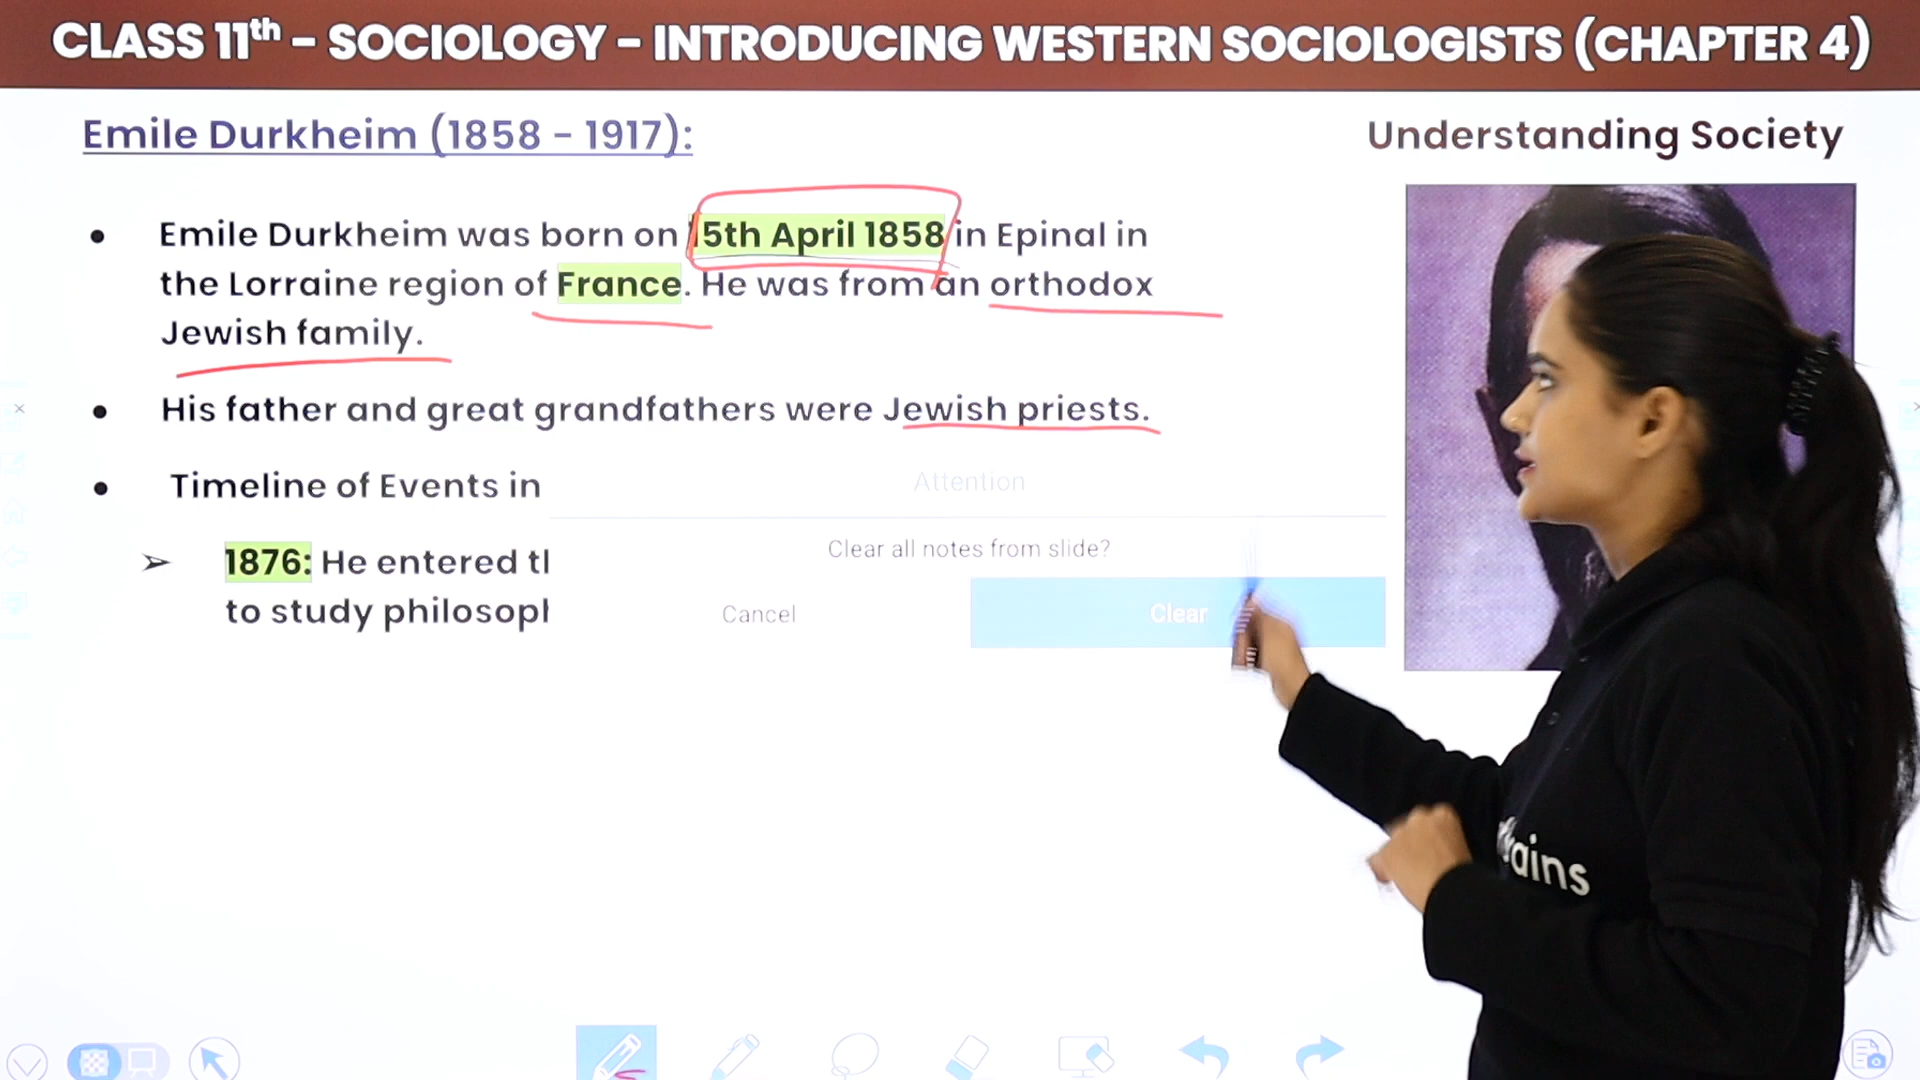 CLASS 11th - SOCIOLOGY - INTRODUCING WESTERN SOCIOLOGISTS (CHAPTER 4)
Emile Durkheim (1858 - 1917):
Understanding Society
Emile Durkheim was born on 15th April 1858 in Epinal in
the Lorraine region of France. He was from an orthodox
Jewish family.
His father and great grandfathers were Jewish priests.
Timeline of Events in
Attention
Clear all notes from slide?
1876: He entered
to study
Cancel
Clear